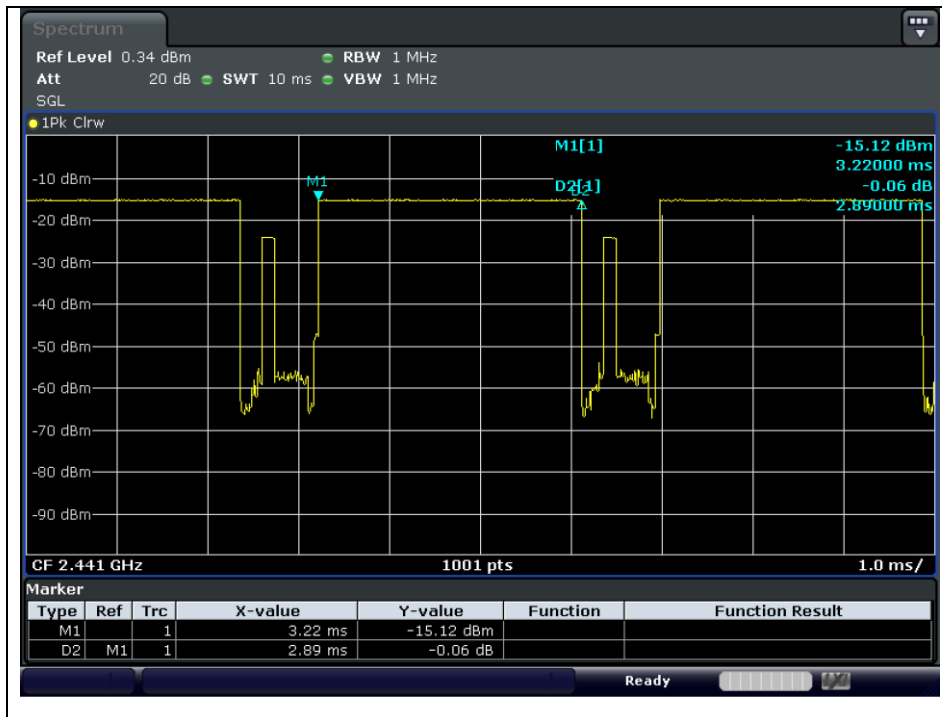 Spectrum
Ref Level 0.34 dBm RBW 1 MHz
Att 20 dB SWT 10 ms VBW 1 MHz
SGL
1Pk Clrw
M1[1] -15.12 dBm
3.22000 ms
-10 dBm M1 D2[1] -0.06 dB
D2 2.89000 ms
-20 dBm
-30 dBm
-40 dBm
-50 dBm
-60 dBm
-70 dBm
-80 dBm
-90 dBm
CF 2.441 GHz 1001 pts 1.0 ms/
Marker
Type Ref Trc X-value Y-value Function Function Result
M1 1 3.22 ms -15.12 dBm
D2 M1 1 2.89 ms -0.06 dB
Ready